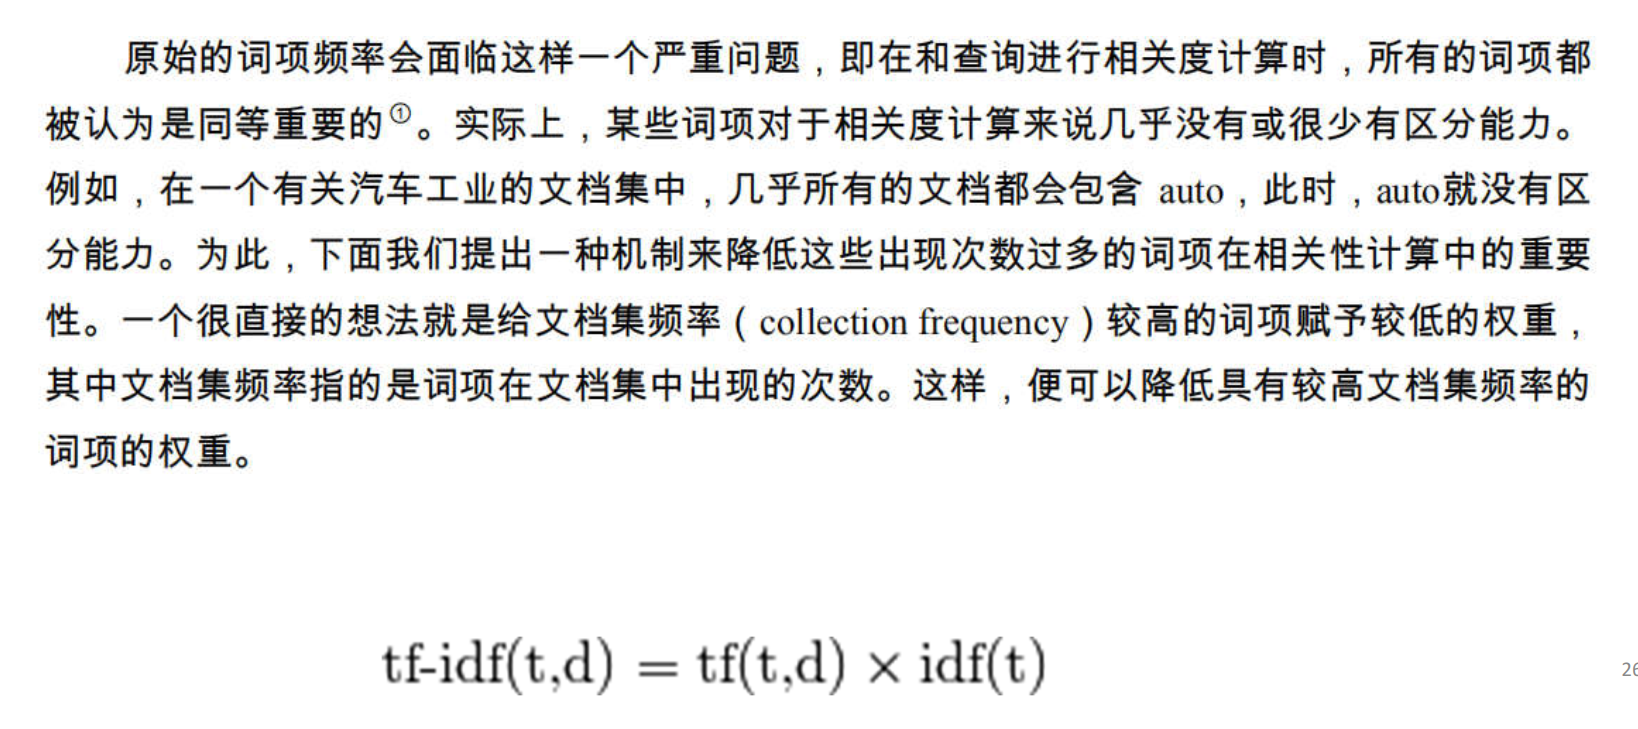 原始的词项频率会面临这样一个严重问题，即在和查询进行相关度计算时，所有的词项都
被认为是同等重要的①。实际上，某些词项对于相关度计算来说几乎没有或很少有区分能力。
例如，在一个有关汽车工业的文档集中，几乎所有的文档都会包含 auto，此时，auto就没有区
分能力。为此，下面我们提出一种机制来降低这些出现次数过多的词项在相关性计算中的重要
性。一个很直接的想法就是给文档集频率（collection frequency）较高的词项赋予较低的权重，
其中文档集频率指的是词项在文档集中出现的次数。这样，便可以降低具有较高文档集频率的
词项的权重。
tf-idf(t,d) = tf(t,d) × idf(t)
26